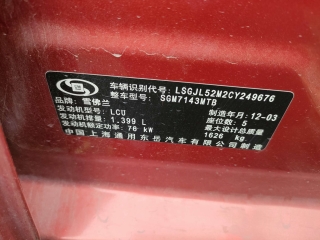 车辆识别代号: LSGJL52M2CY249676
整车型号: SGM7143MTB
品牌: 雪佛兰
制造年月: 12-03
发动机型号: LCU
座位数: 5
发动机排量: 1.399 L
最大设计总质量
发动机额定功率: 76 kW
1626 kg
中国上海通用东岳汽车有限公司制造